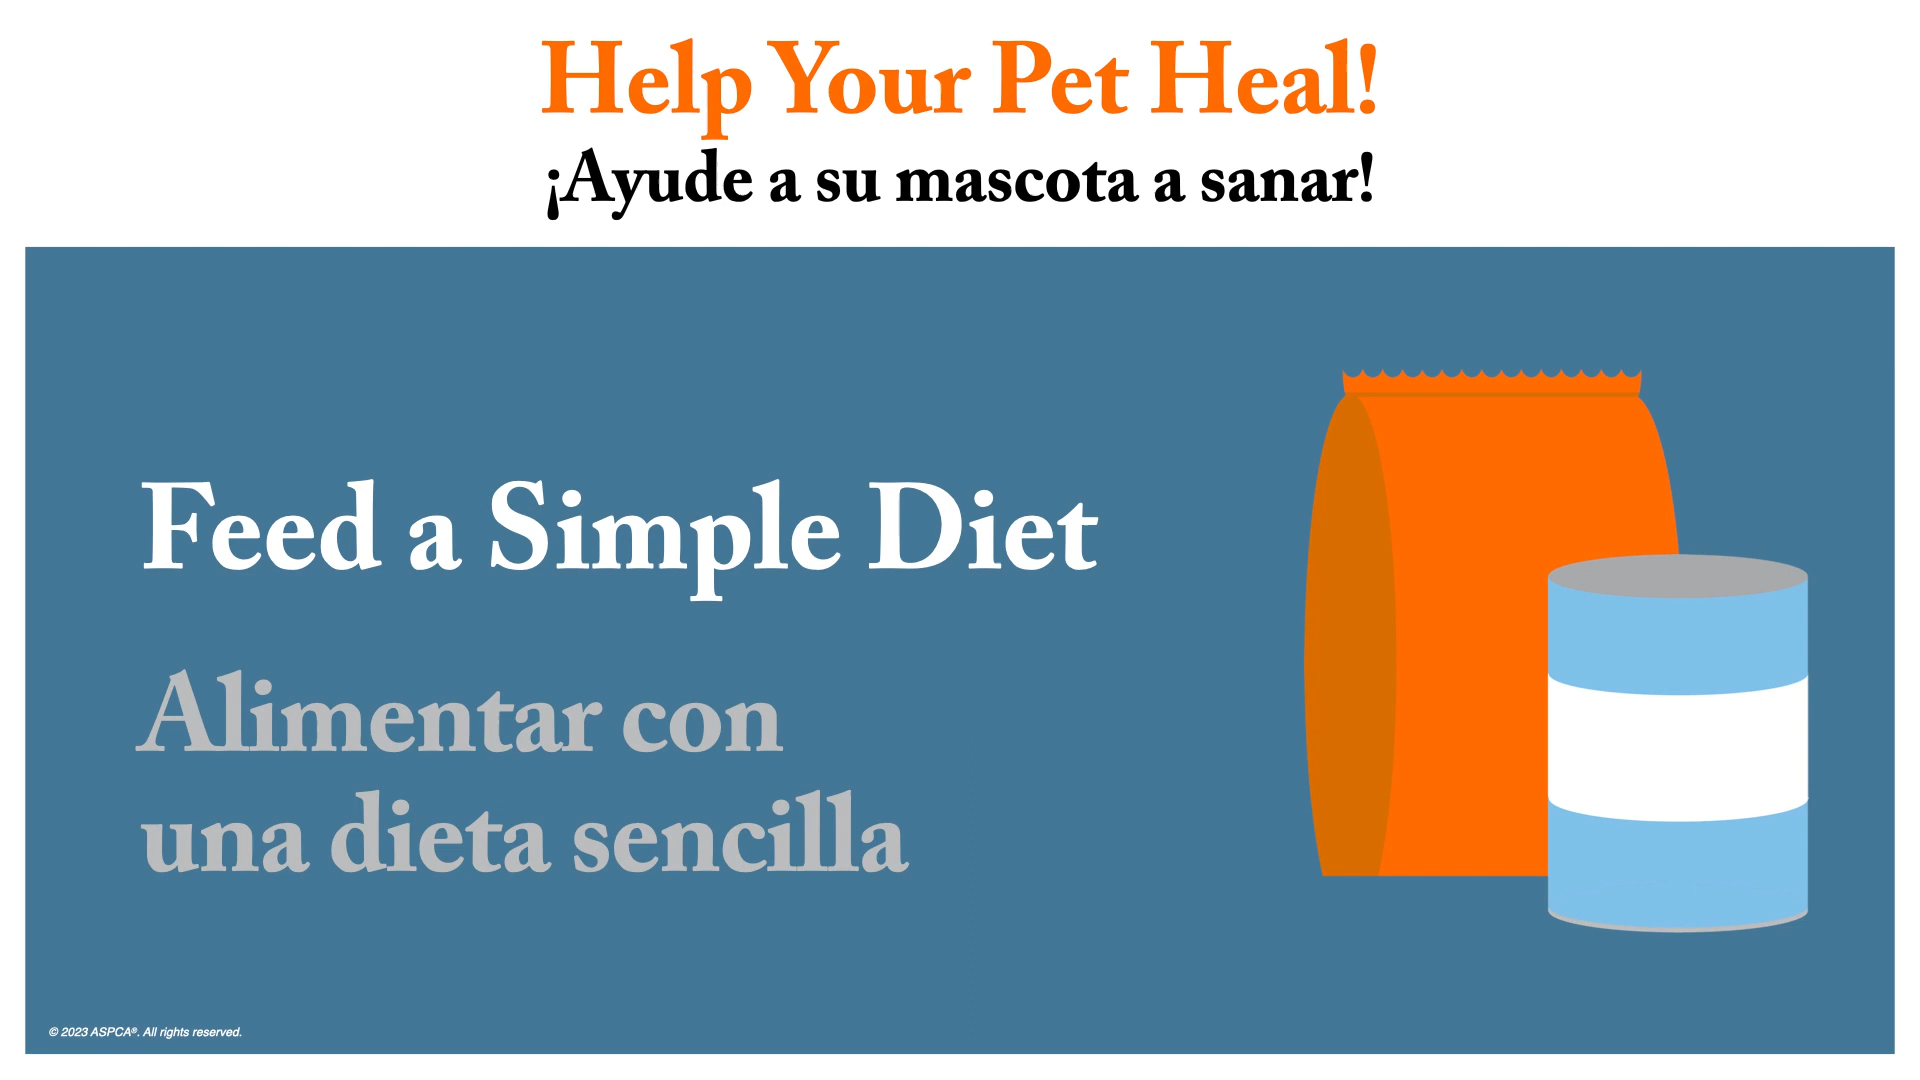 Help Your Pet Heal!
¡Ayude a su mascota a sanar!
Feed a Simple Diet
Alimentar con
una dieta sencilla
© 2023 ASPCA®. All rights reserved.